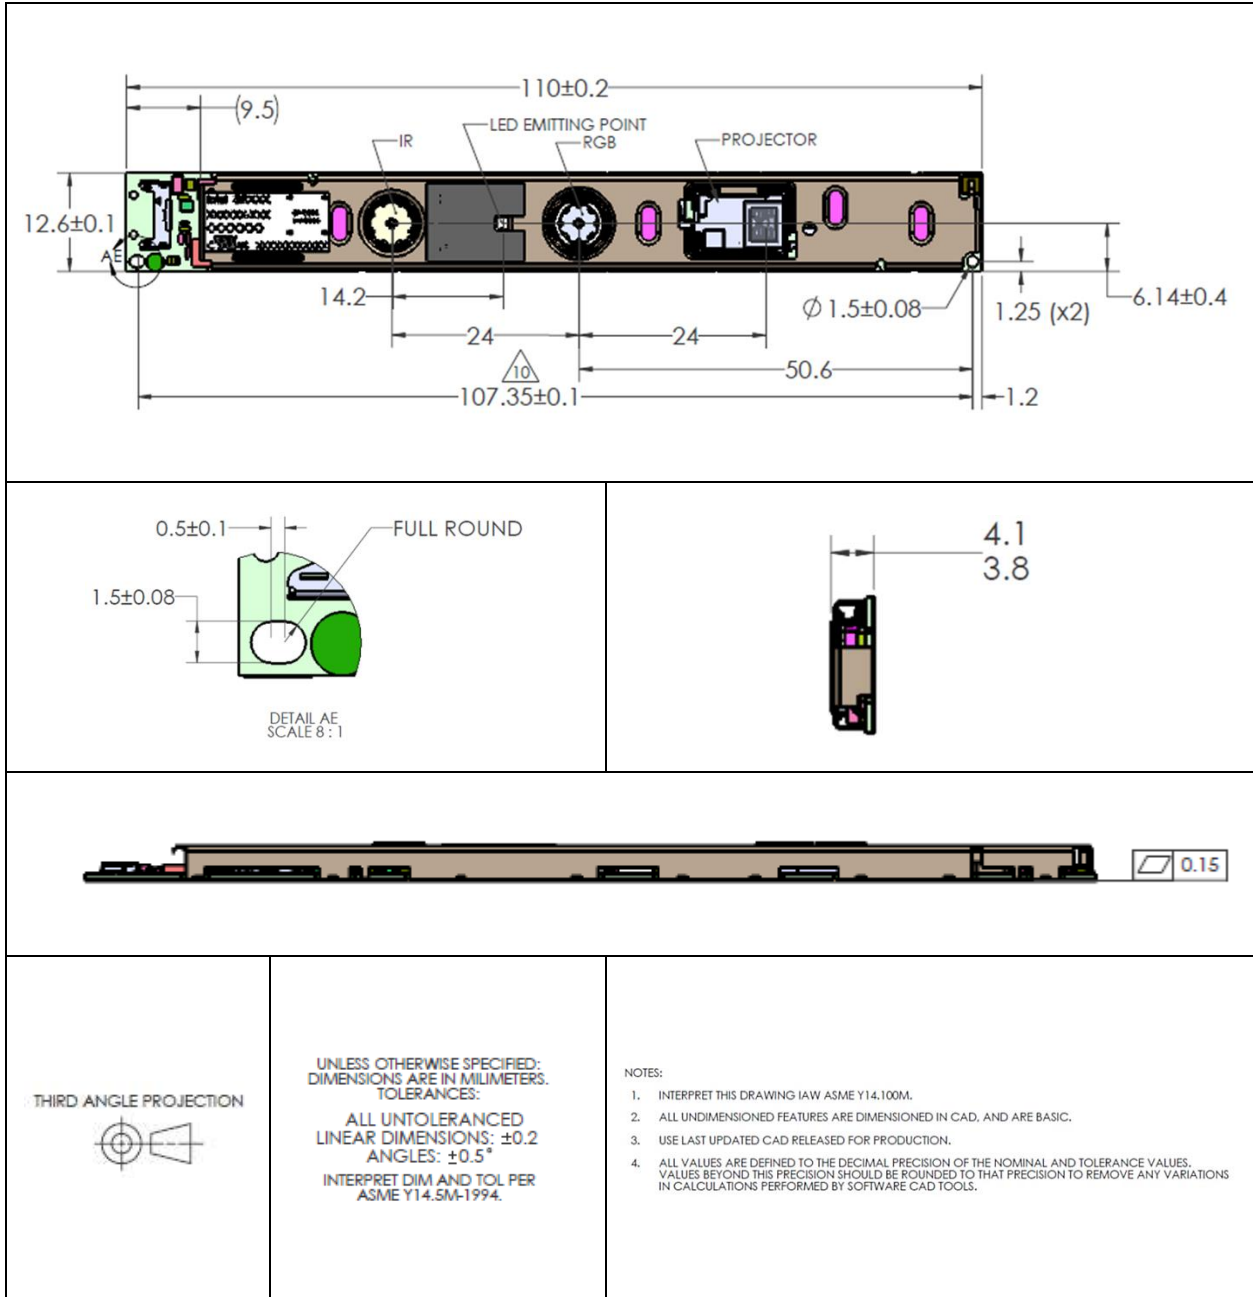 110±0.2
(9.5)
LED EMITTING POINT
IR
RGB
PROJECTOR
12.6±0.1
AE
14.2
Ø 1.5±0.08
1.25 (x2)
6.14±0.4
24
24
10
50.6
107.35±0.1
1.2
0.5±0.1
FULL ROUND
1.5±0.08
DETAIL AE
SCALE 8 : 1
4.1
3.8
0.15
THIRD ANGLE PROJECTION
UNLESS OTHERWISE SPECIFIED:
DIMENSIONS ARE IN MILIMETERS.
TOLERANCES:
ALL UNTOLERANCED
LINEAR DIMENSIONS: ±0.2
ANGLES: ±0.5°
INTERPRET DIM AND TOL PER
ASME Y14.5M-1994.
NOTES:
1. INTERPRET THIS DRAWING IAW ASME Y14.100M.
2. ALL UNDIMENSIONED FEATURES ARE DIMENSIONED IN CAD, AND ARE BASIC.
3. USE LAST UPDATED CAD RELEASED FOR PRODUCTION.
4. ALL VALUES ARE DEFINED TO THE DECIMAL PRECISION OF THE NOMINAL AND TOLERANCE VALUES.
VALUES BEYOND THIS PRECISION SHOULD BE ROUNDED TO THAT PRECISION TO REMOVE ANY VARIATIONS
IN CALCULATIONS PERFORMED BY SOFTWARE CAD TOOLS.